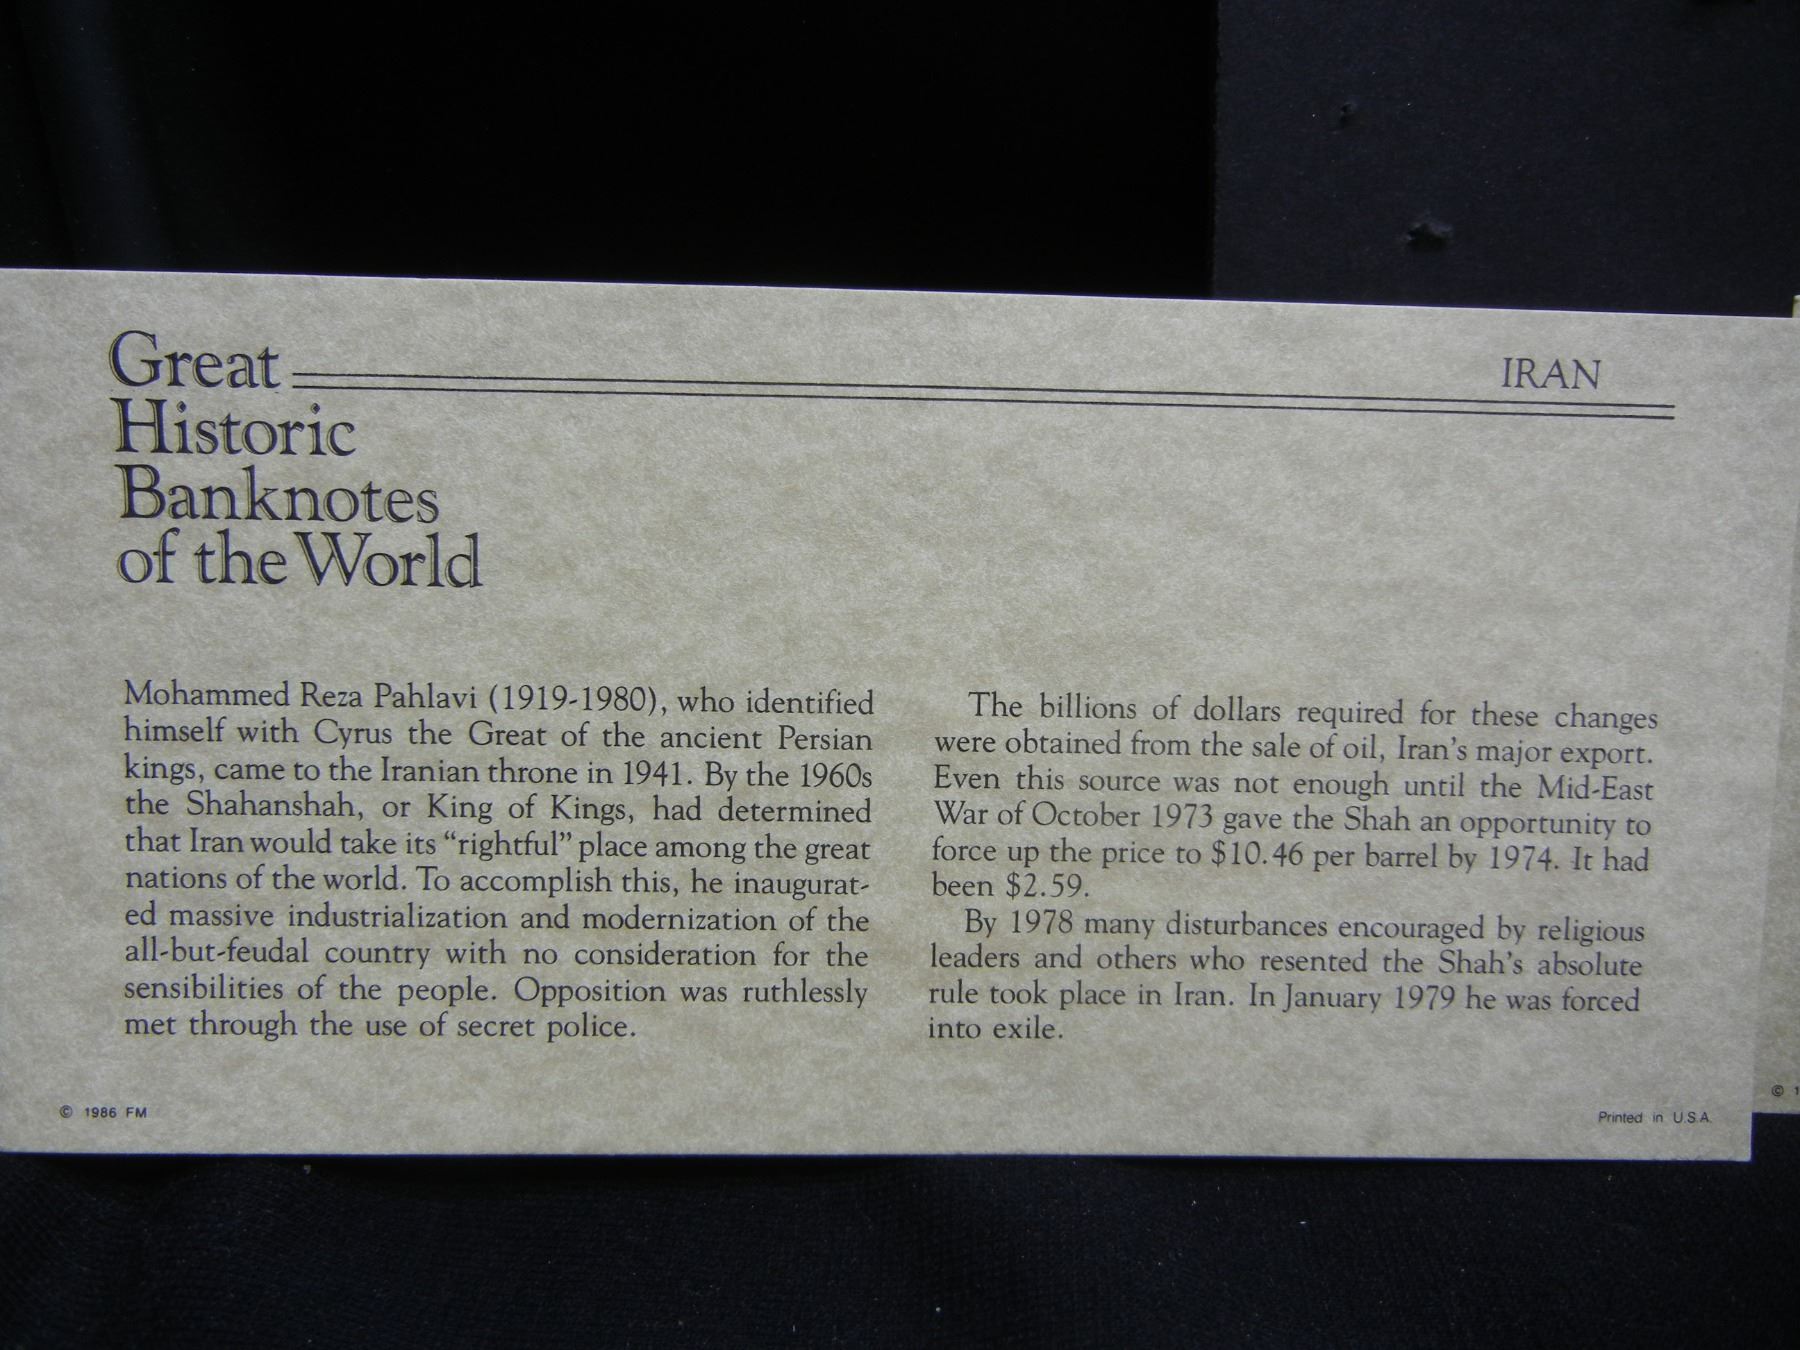 Great
IRAN
Historic
Banknotes
of the World
Mohammed Reza Pahlavi (1919-1980), who identified
himself with Cyrus the Great of the ancient Persian
kings, came to the Iranian throne in 1941. By the 1960s
the Shahanshah, or King of Kings, had determined
that Iran would take its “rightful” place among the great
nations of the world. To accomplish this, he inaugurat-
ed massive industrialization and modernization of the
all-but-feudal country with no consideration for the
sensibilities of the people. Opposition was ruthlessly
met through the use of secret police.
The billions of dollars required for these changes
were obtained from the sale of oil, Iran's major export.
Even this source was not enough until the Mid-East
War of October 1973 gave the Shah an opportunity to
force up the price to $10.46 per barrel by 1974. It had
been $2.59.
By 1978 many disturbances encouraged by religious
leaders and others who resented the Shah's absolute
rule took place in Iran. In January 1979 he was forced
into exile.
© 1986 FM
Printed in U.S.A.
© 1